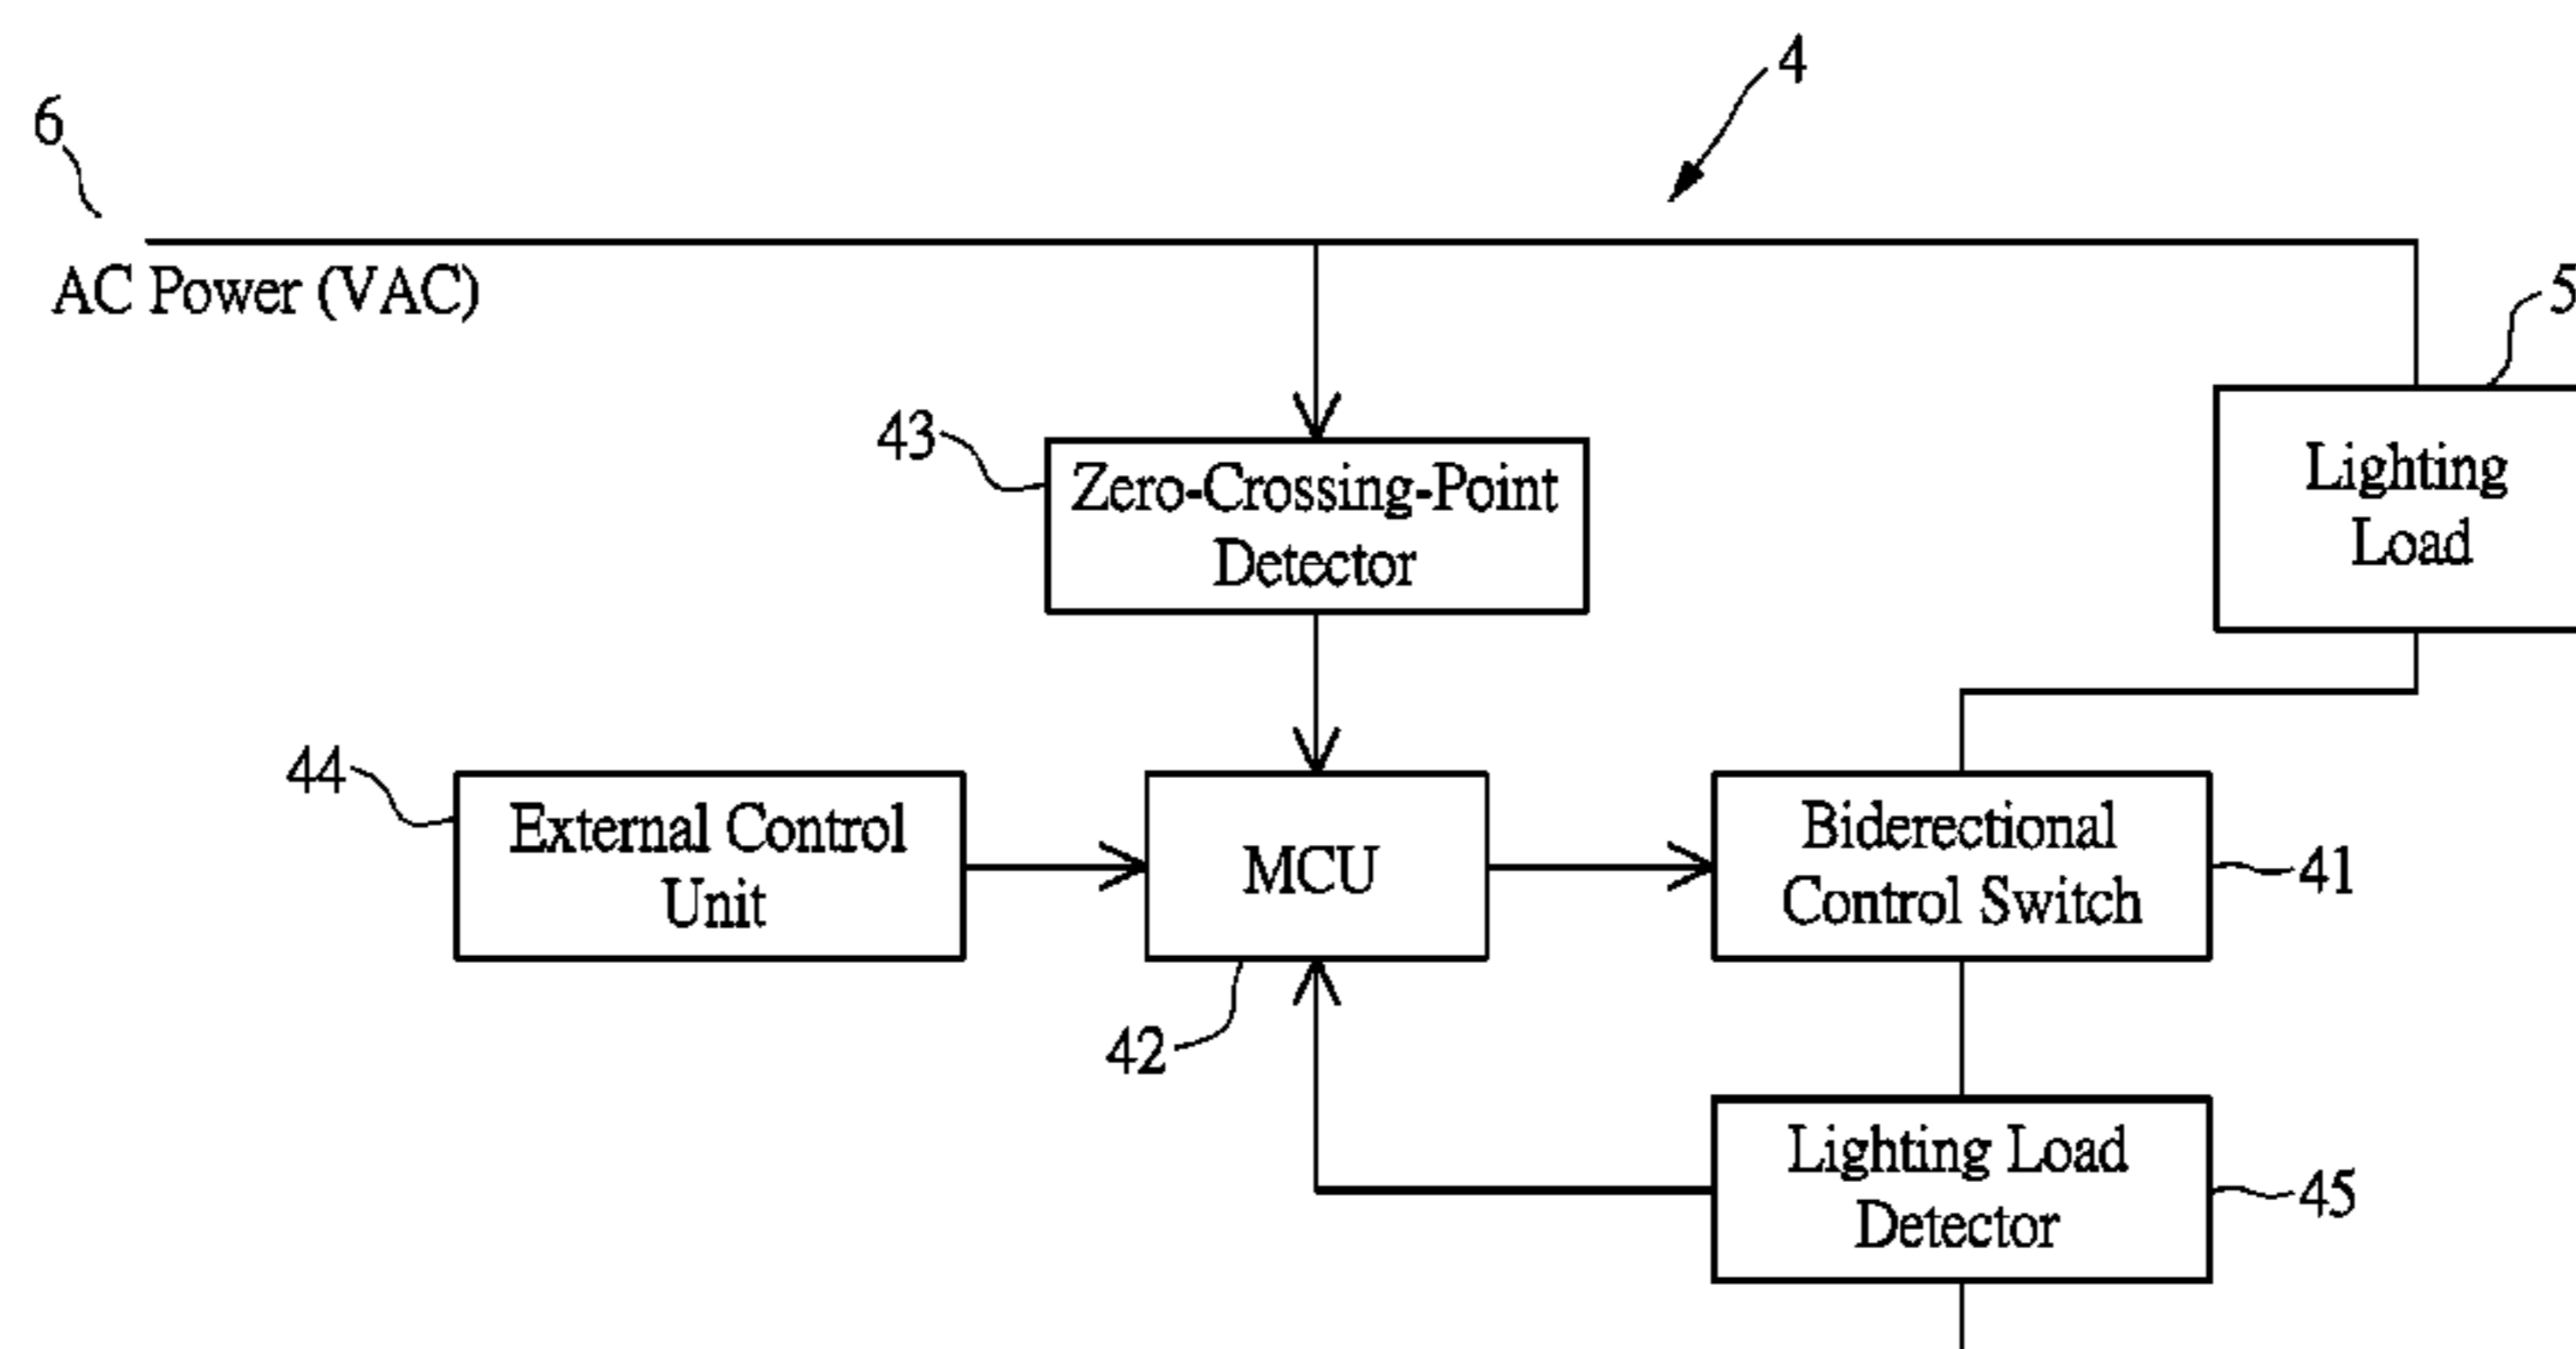 4
6
AC Power (VAC)
5
43
Zero-Crossing-Point
Detector
Lighting
Load
44
External Control
Unit
MCU
Biderectional
Control Switch
41
42
Lighting Load
Detector
45